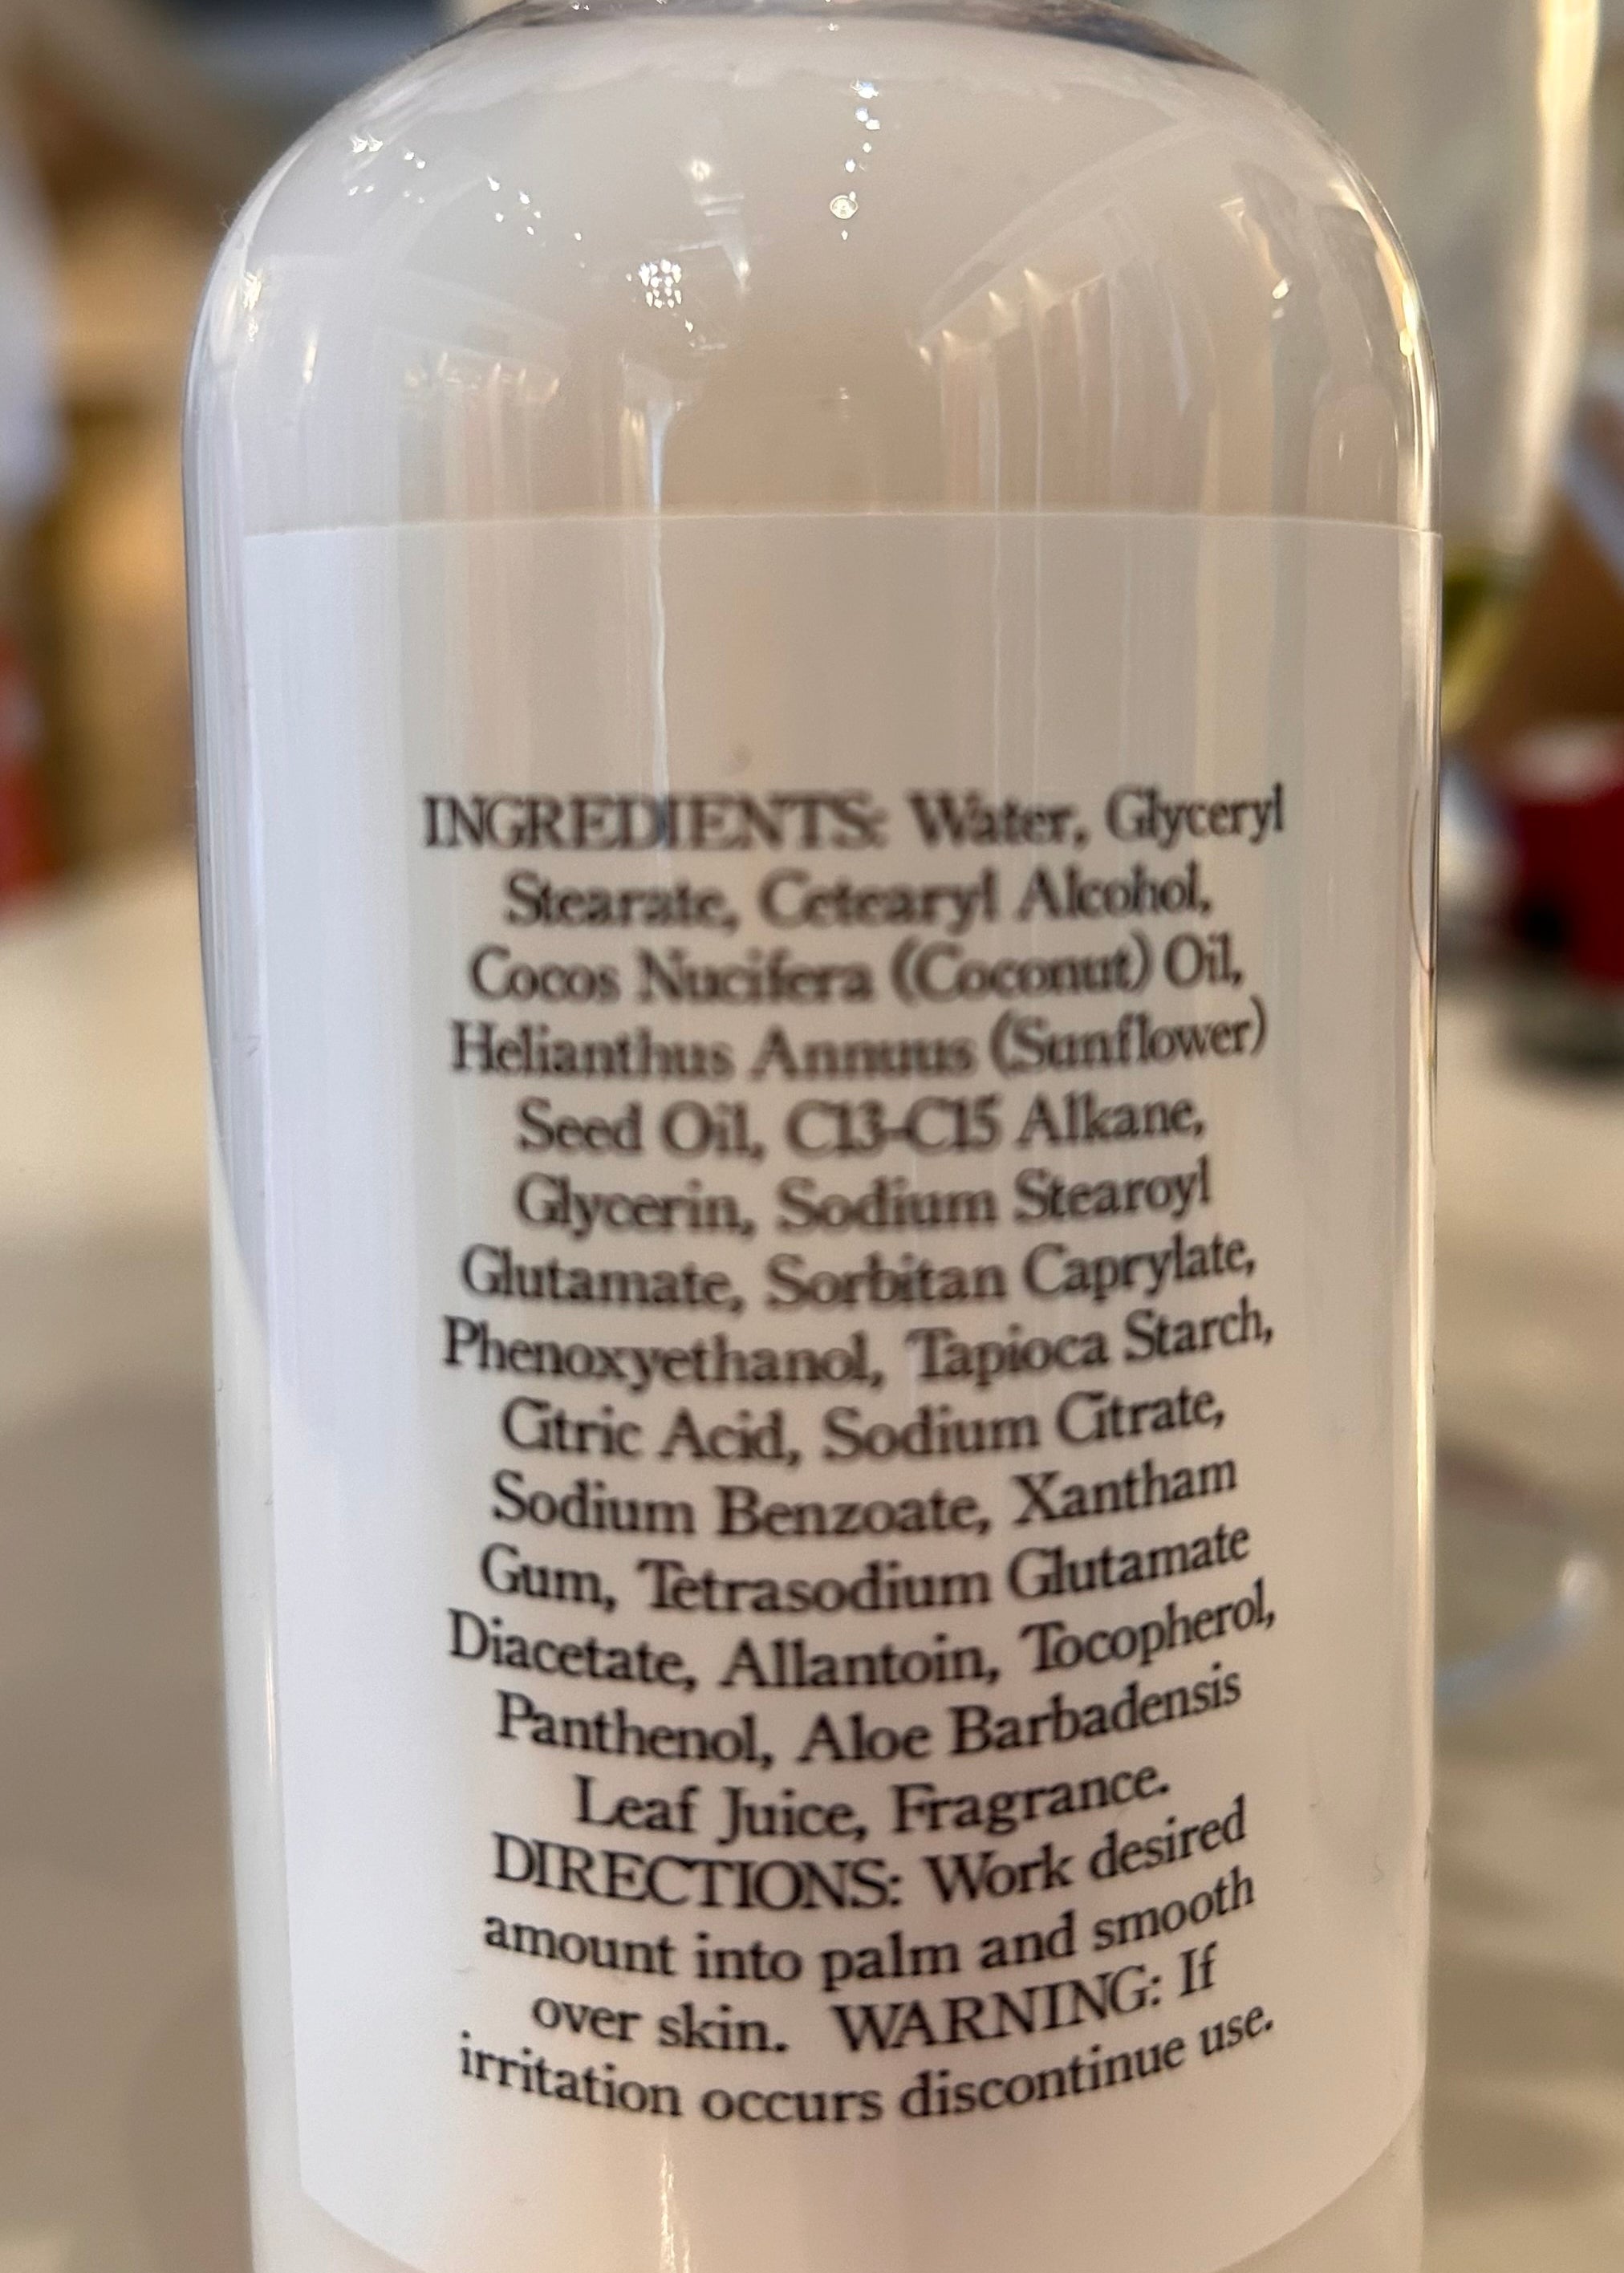 INGREDIENTS: Water, Glyceryl
Stearate, Cetearyl Alcohol,
Cocos Nucifera (Coconut) Oil,
Helianthus Annuus (Sunflower)
Seed Oil, C13-C15 Alkane,
Glycerin, Sodium Stearoyl
Glutamate, Sorbitan Caprylate,
Phenoxyethanol, Tapioca Starch,
Citric Acid, Sodium Citrate,
Sodium Benzoate, Xantham
Gum, Tetrasodium Glutamate
Diacetate, Allantoin, Tocopherol,
Panthenol, Aloe Barbadensis
Leaf Juice, Fragrance.
DIRECTIONS: Work desired
amount into palm and smooth
over skin. WARNING: If
irritation occurs discontinue use.